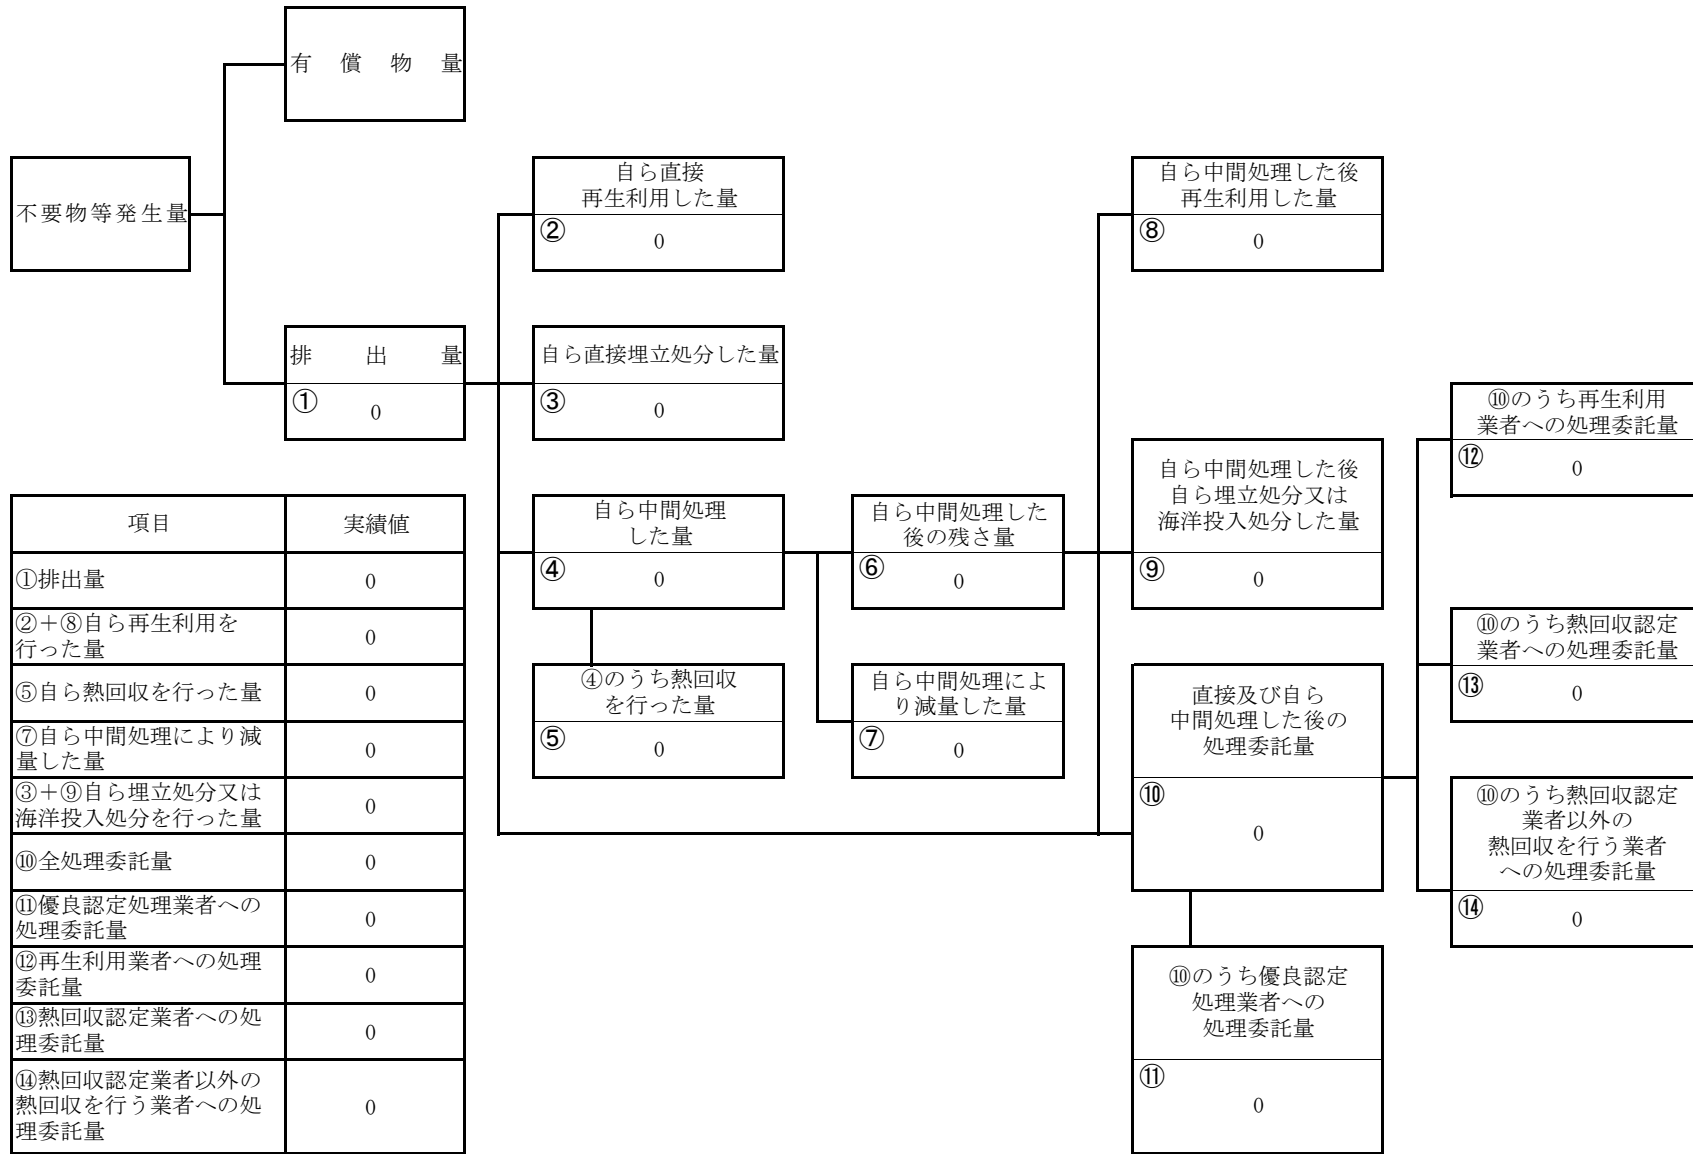 有償物量
不要物等発生量
排出量
①
0
自ら直接
再生利用した量
②
0
自ら直接埋立処分した量
③
0
自ら中間処理
した量
④
0
④のうち熱回収
を行った量
⑤
0
自ら中間処理した
後の残さ量
⑥
0
自ら中間処理によ
り減量した量
⑦
0
自ら中間処理した後
再生利用した量
⑧
0
自ら中間処理した後
自ら埋立処分又は
海洋投入処分した量
⑨
0
直接及び自ら
中間処理した後の
処理委託量
⑩
0
⑩のうち優良認定
処理業者への
処理委託量
⑪
0
⑩のうち再生利用
業者への処理委託量
⑫
0
⑩のうち熱回収認定
業者への処理委託量
⑬
0
⑩のうち熱回収認定
業者以外の
熱回収を行う業者
への処理委託量
⑭
0
項目 実績値
①排出量 0
②＋⑧自ら再生利用を
行った量 0
⑤自ら熱回収を行った量 0
⑦自ら中間処理により減
量した量 0
③＋⑨自ら埋立処分又は
海洋投入処分を行った量 0
⑩全処理委託量 0
⑪優良認定処理業者への
処理委託量 0
⑫再生利用業者への処理
委託量 0
⑬熱回収認定業者への処
理委託量 0
⑭熱回収認定業者以外の
熱回収を行う業者への処
理委託量 0